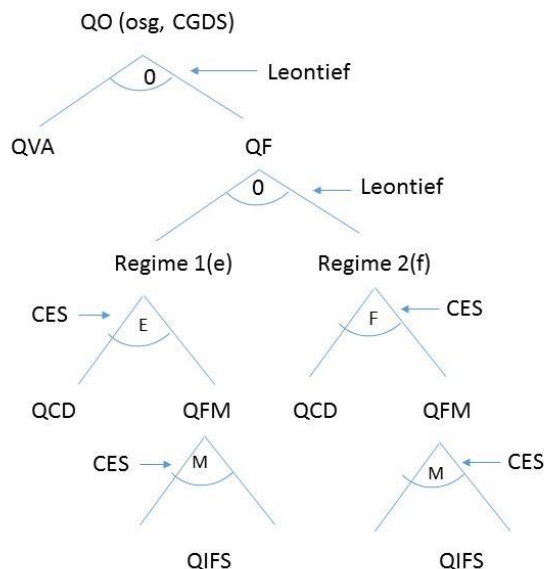 QO (osg, CGDS)
0
Leontief
QVA
QF
0
Leontief
Regime 1(e)
Regime 2(f)
CES
E
F
CES
QCD
QFM
QCD
QFM
CES
M
M
CES
QIFS
QIFS